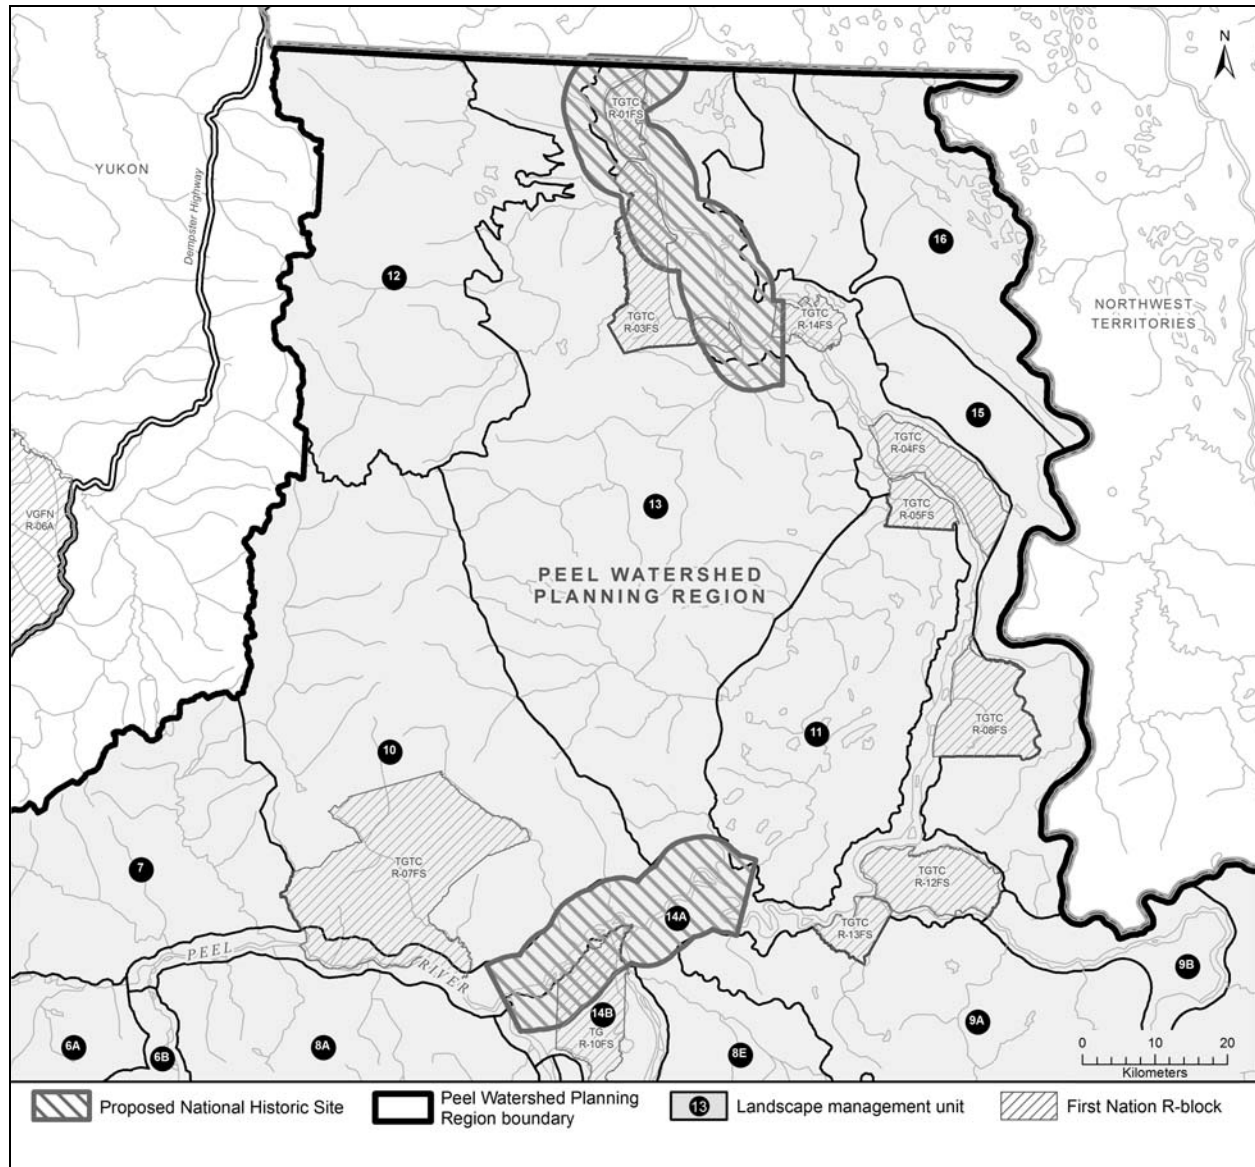 N
TGTC
R-01FS
YUKON
Dempster Highway
16
12
NORTHWEST
TERRITORIES
TGTC
R-03FS
TGTC
R-14FS
15
TGTC
R-04FS
VGFN
R-06A
13
TGTC
R-05FS
PEEL WATERSHED
PLANNING REGION
TGTC
R-08FS
11
10
7
TGTC
R-07FS
TGTC
R-12FS
14A
TGTC
R-13FS
PEEL
RIVER
9B
14B
TG
R-10FS
9A
6A
6B
8A
8E
0 10 20
Kilometers
Proposed National Historic Site
Peel Watershed Planning
Region boundary
13
Landscape management unit
First Nation R-block